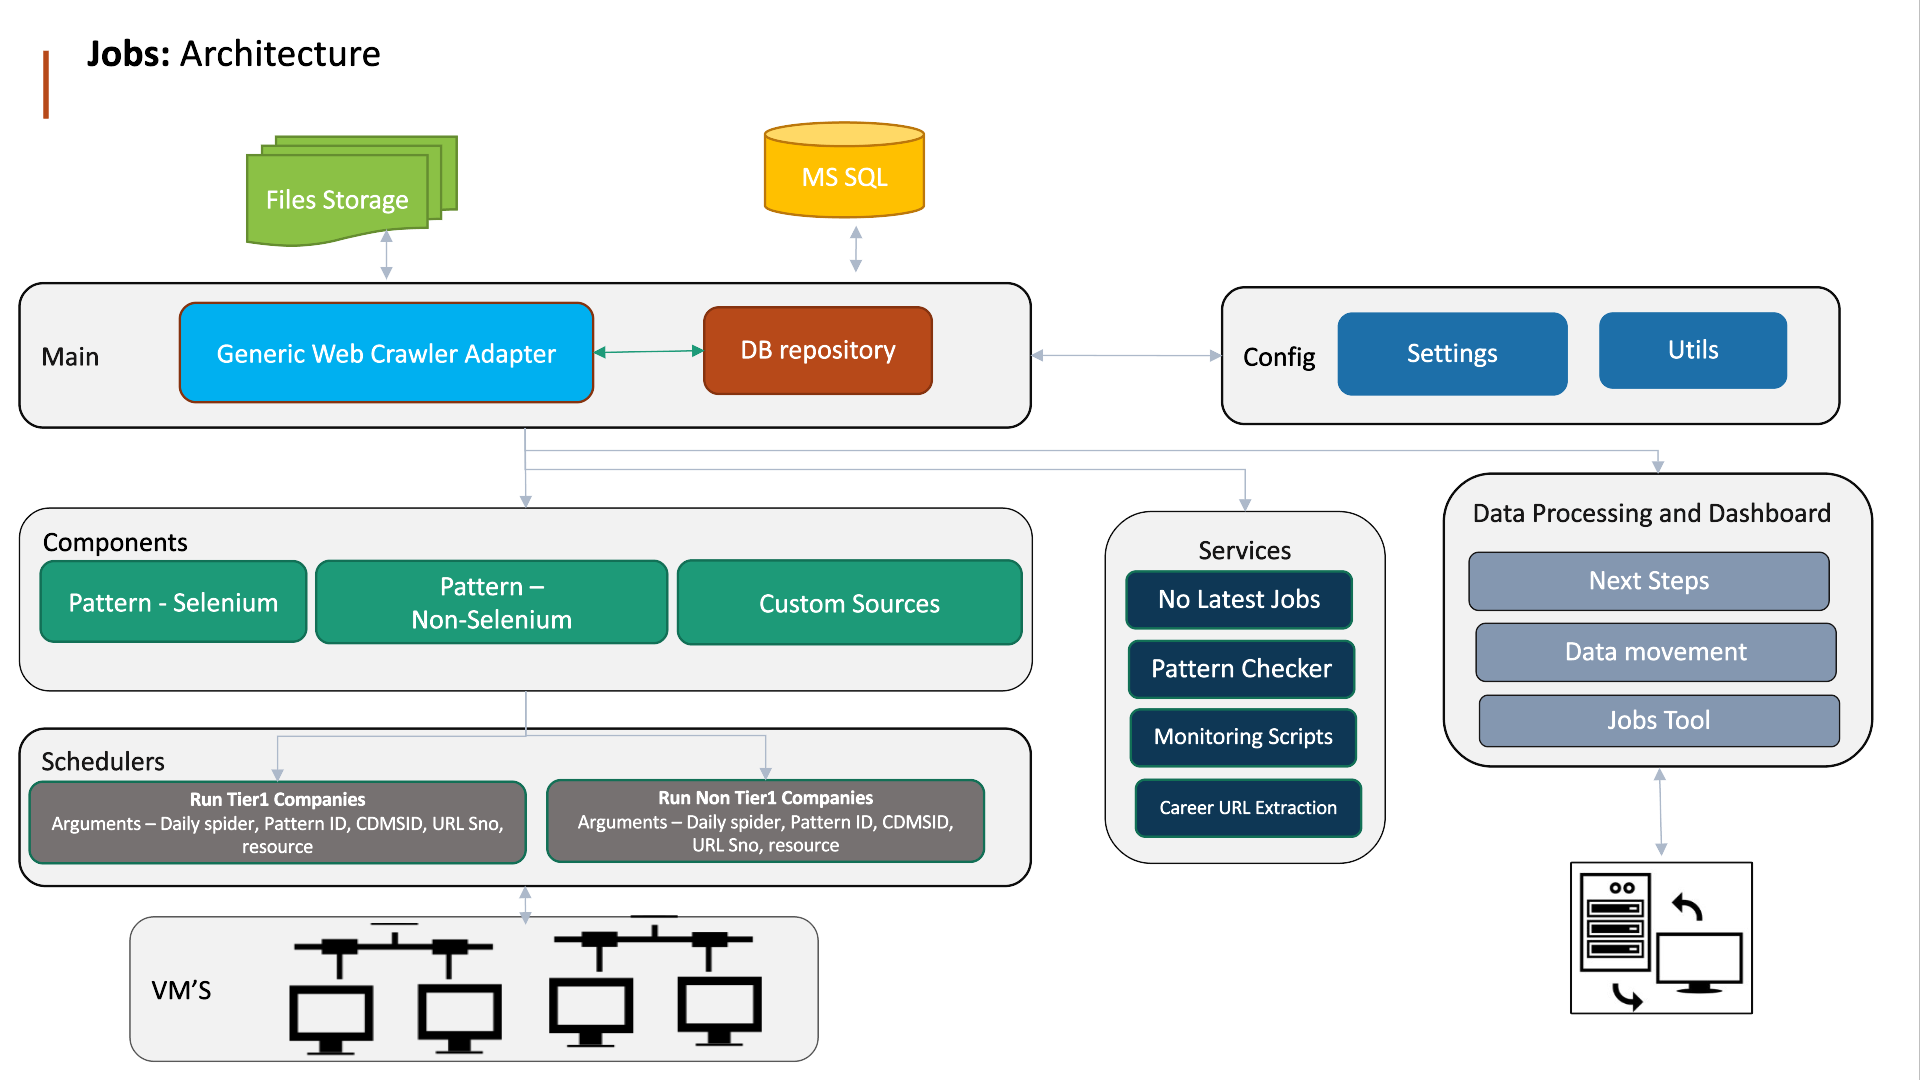 Jobs: Architecture
Files Storage
MS SQL
Main
Generic Web Crawler Adapter
DB repository
Config
Settings
Utils
Components
Pattern - Selenium
Pattern –
Non-Selenium
Custom Sources
Services
No Latest Jobs
Pattern Checker
Monitoring Scripts
Career URL Extraction
Data Processing and Dashboard
Next Steps
Data movement
Jobs Tool
Schedulers
Run Tier1 Companies
Arguments – Daily spider, Pattern ID, CDMSID, URL Sno,
resource
Run Non Tier1 Companies
Arguments – Daily spider, Pattern ID, CDMSID,
URL Sno, resource
VM’S